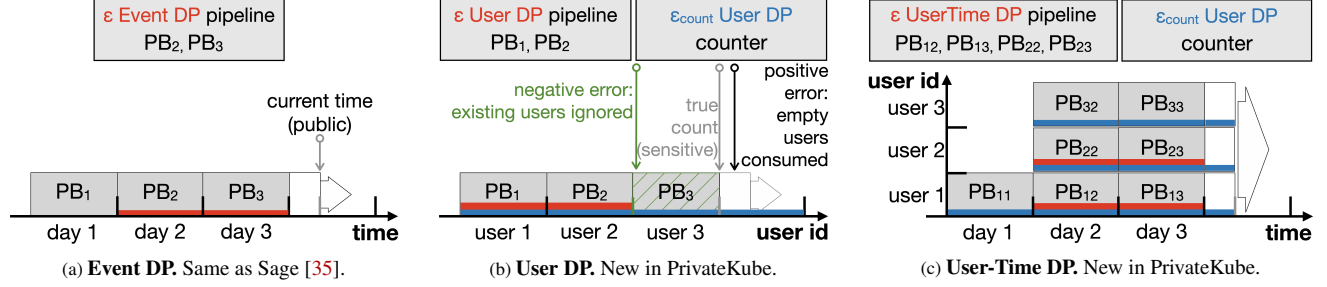 ε Event DP pipeline
PB2, PB3
current time
(public)
PB1
PB2
PB3
day 1
day 2
day 3
time
(a) Event DP. Same as Sage [35].
ε User DP pipeline
PB1, PB2
εcount User DP
counter
negative error:
existing users ignored
true
count
(sensitive)
positive
error:
empty
users
consumed
PB1
PB2
PB3
user 1
user 2
user 3
user id
(b) User DP. New in PrivateKube.
ε UserTime DP pipeline
PB12, PB13, PB22, PB23
εcount User DP
counter
user id
user 3
PB32
PB33
user 2
PB22
PB23
user 1
PB11
PB12
PB13
day 1
day 2
day 3
time
(c) User-Time DP. New in PrivateKube.